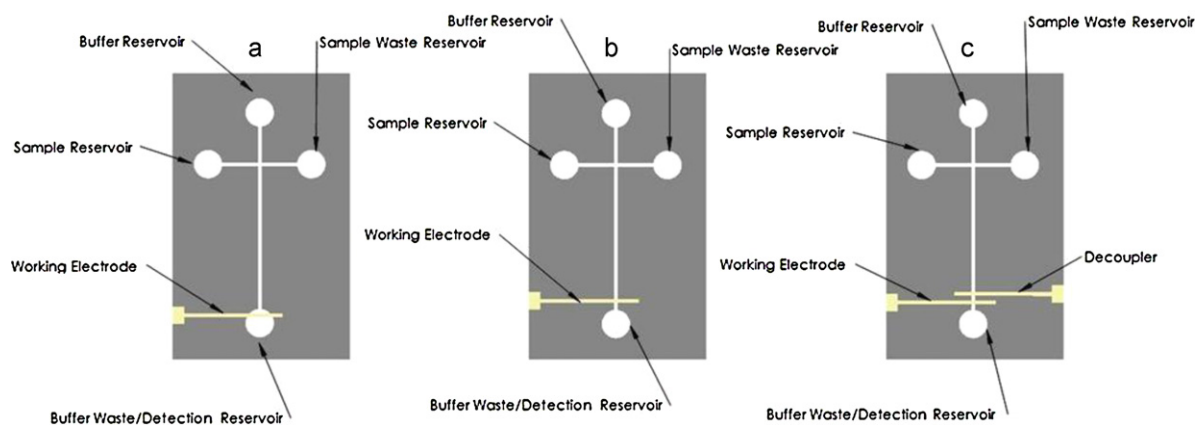 a
Buffer Reservoir
Sample Waste Reservoir
Sample Reservoir
Working Electrode
Buffer Waste/Detection Reservoir
b
Buffer Reservoir
Sample Waste Reservoir
Sample Reservoir
Working Electrode
Buffer Waste/Detection Reservoir
c
Buffer Reservoir
Sample Waste Reservoir
Sample Reservoir
Working Electrode
Decoupler
Buffer Waste/Detection Reservoir